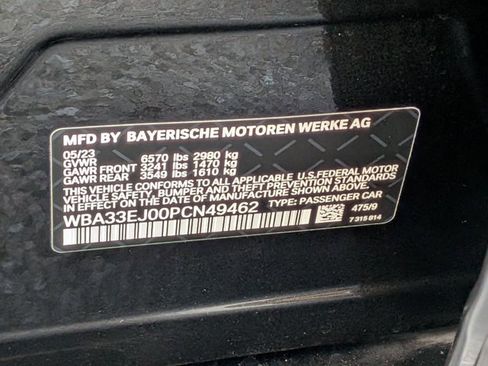 MFD BY BAYERISCHE MOTOREN WERKE AG
05/23
GVWR 6570 lbs 2980 kg
GAWR FRONT 3241 lbs 1470 kg
GAWR REAR 3549 lbs 1610 kg
THIS VEHICLE CONFORMS TO ALL APPLICABLE U.S.FEDERAL MOTOR
VEHICLE SAFETY, BUMPER, AND THEFT PREVENTION STANDARDS
IN EFFECT ON THE DATE OF MANUFACTURE SHOWN ABOVE.
WBA33EJ00PCN49462 TYPE: PASSENGER CAR
475/9
7 315 014